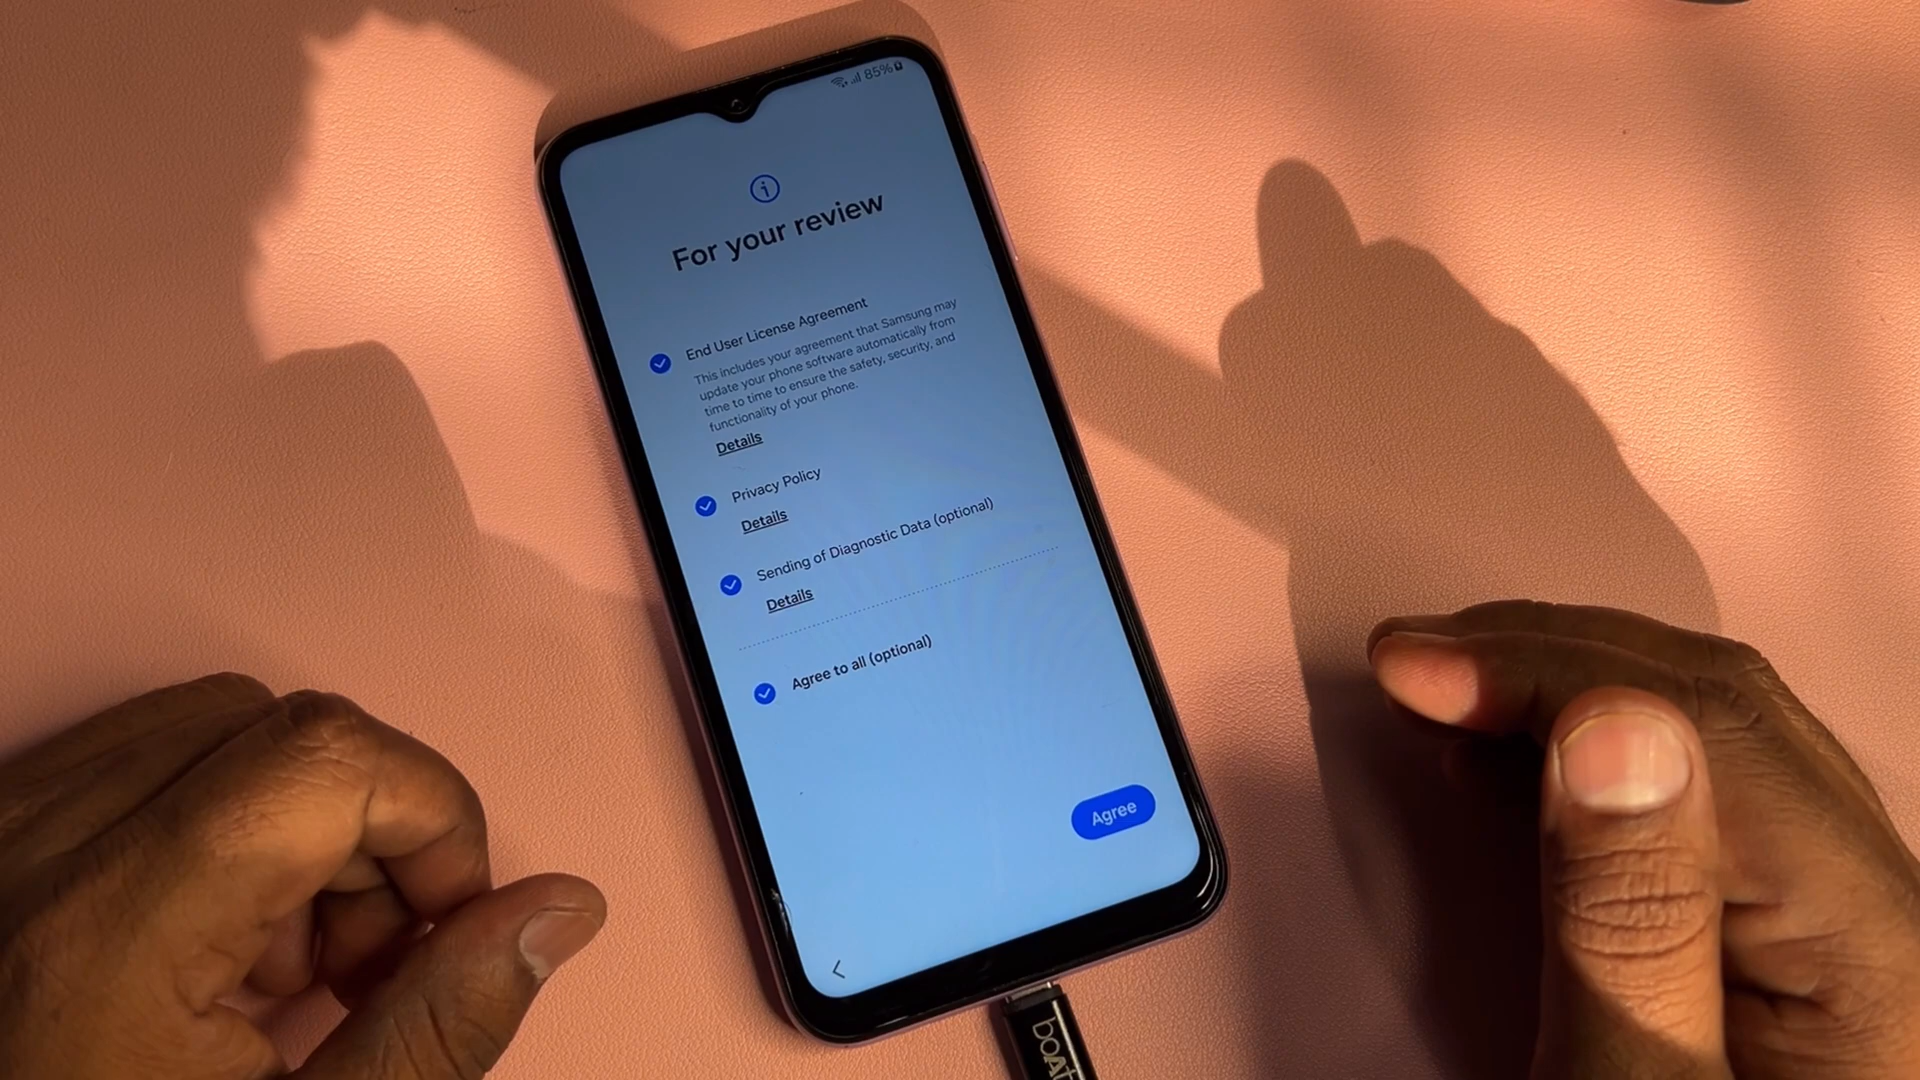 85%
For your review
End User License Agreement
This includes your agreement that Samsung may
update your phone software automatically from
time to time to ensure the safety, security, and
functionality of your phone.
Details
Privacy Policy
Details
Sending of Diagnostic Data (optional)
Details
Agree to all (optional)
Agree
boAt